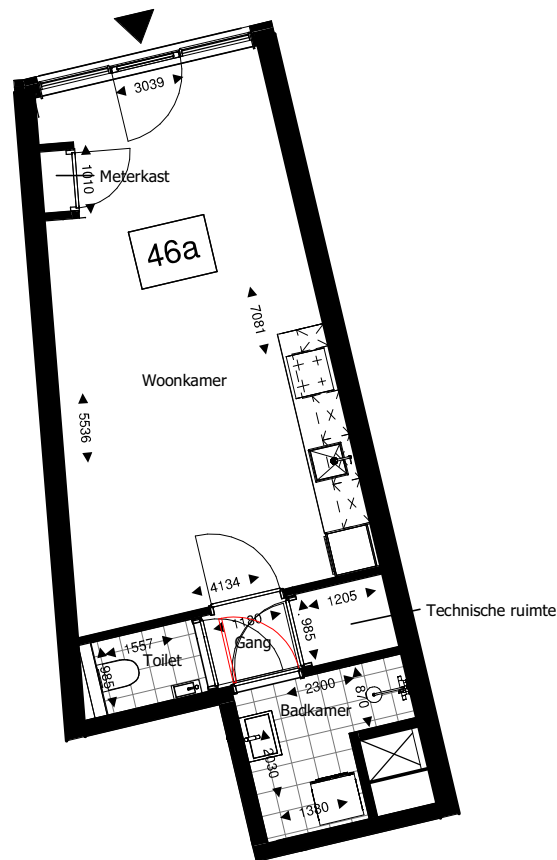 3039
1010
Meterkast
46a
7081
Woonkamer
5536
4134
1190
1205
985
Technische ruimte
1557
Toilet
985
Gang
2300
870
Badkamer
2030
1380